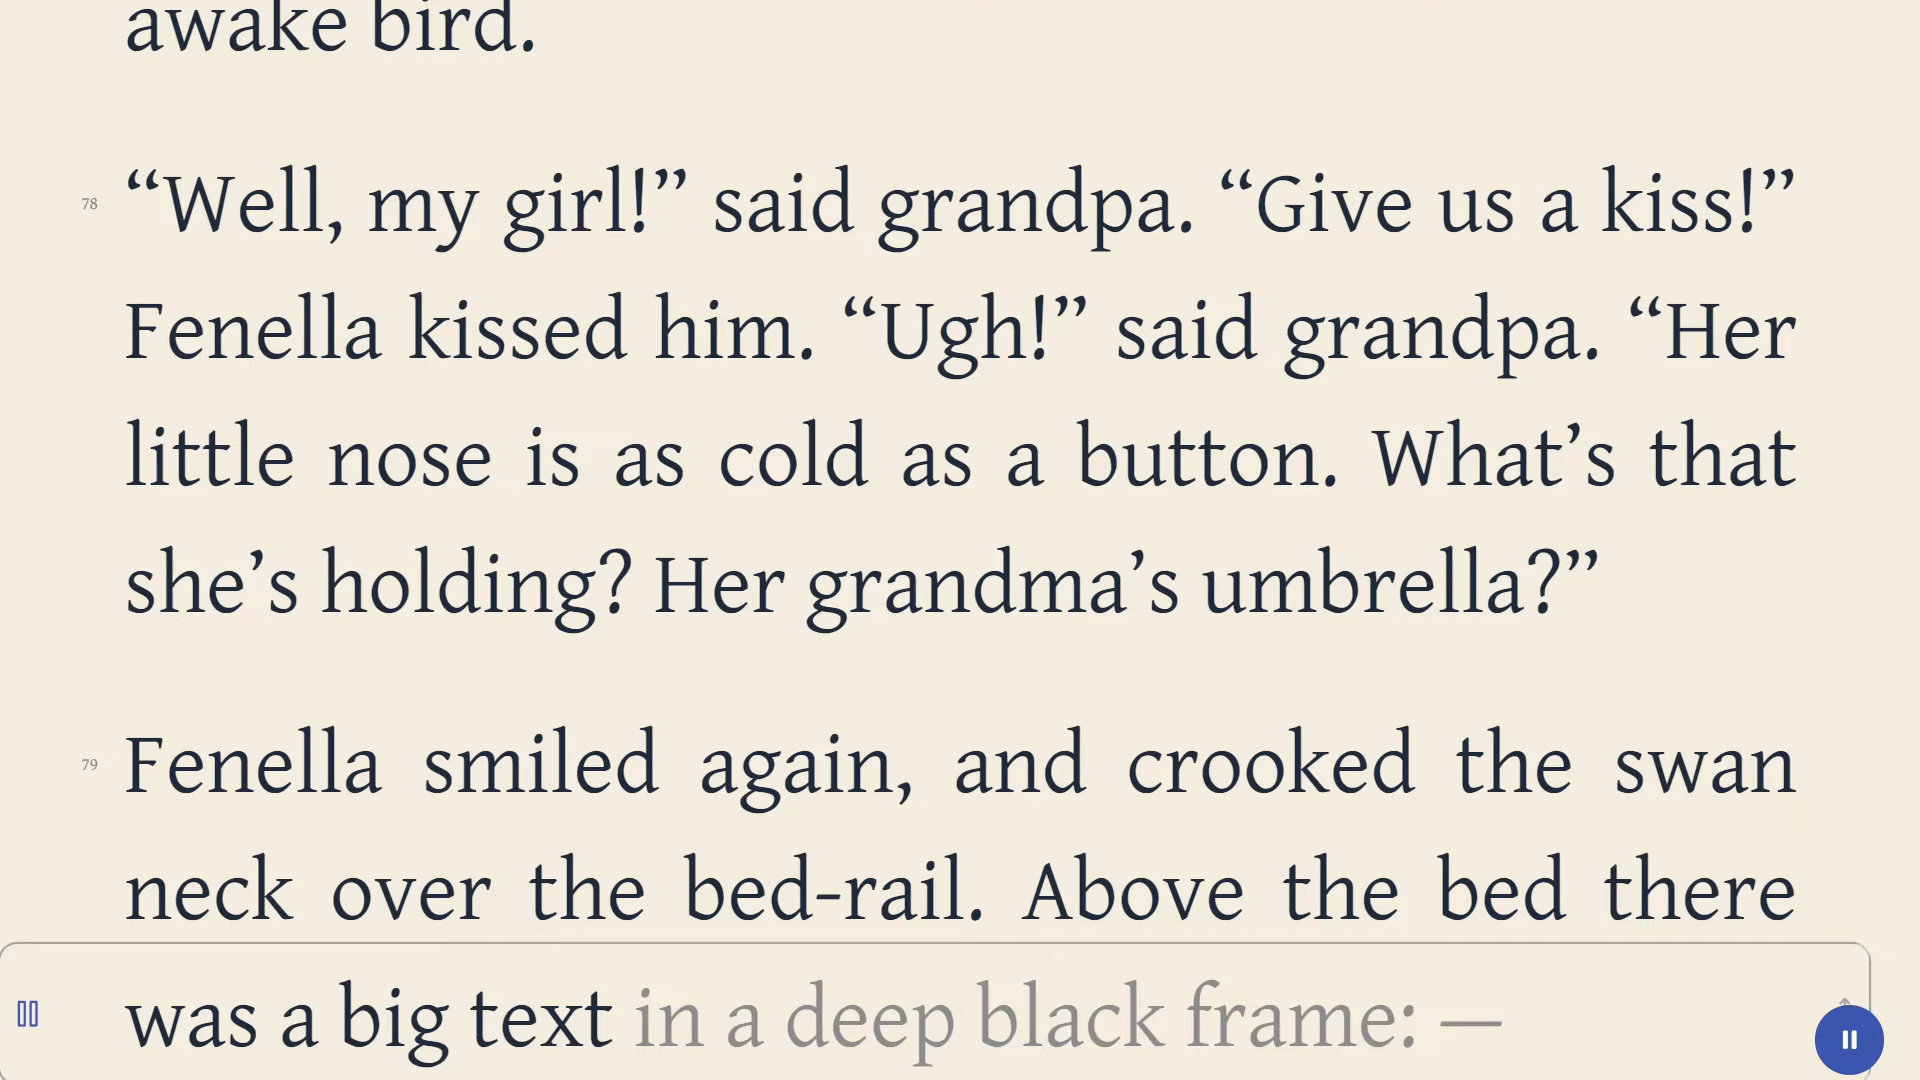 awake bird.
78
“Well, my girl!” said grandpa. “Give us a kiss!”
Fenella kissed him. “Ugh!” said grandpa. “Her
little nose is as cold as a button. What’s that
she’s holding? Her grandma’s umbrella?”
79
Fenella smiled again, and crooked the swan
neck over the bed-rail. Above the bed there
was a big text in a deep black frame: —